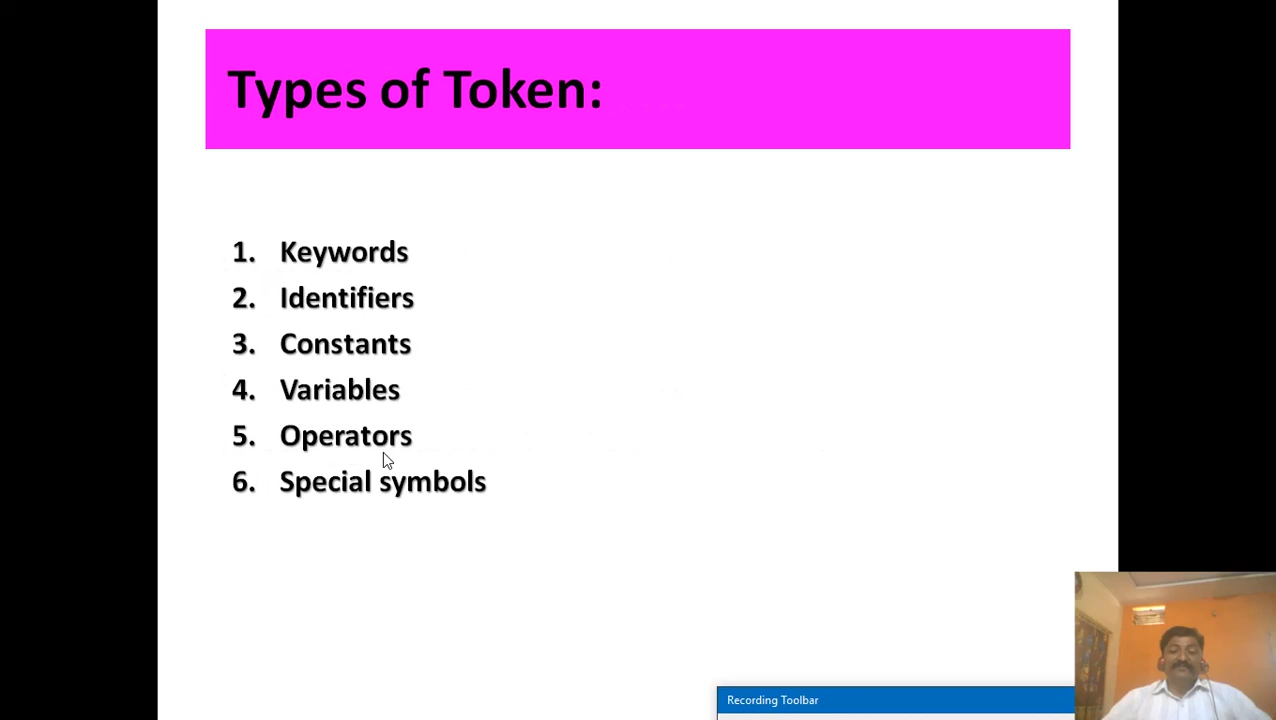 Types of Token:
1. Keywords
2. Identifiers
3. Constants
4. Variables
5. Operators
6. Special symbols
Recording Toolbar